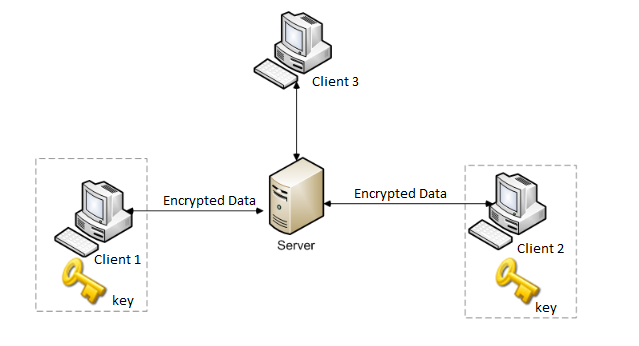 Client 3
Encrypted Data
Encrypted Data
Server
Client 1
Client 2
key
key